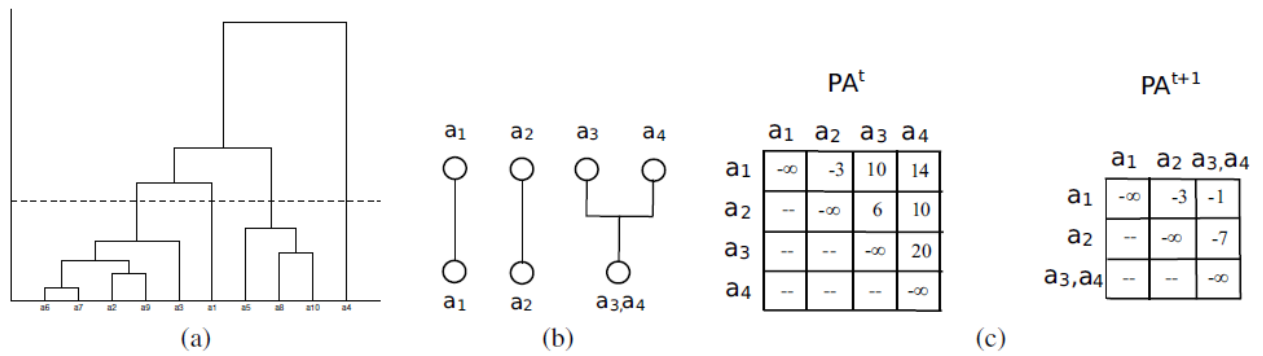 a6 a7 a2 a9 a3 a1 a5 a8 a10 a4
(a)
a₁ a₂ a₃ a₄
a₁ a₂ a₃,a₄
(b)
PAᵗ
a₁ a₂ a₃ a₄
a₁ -∞ -3 10 14
a₂ -- -∞ 6 10
a₃ -- -- -∞ 20
a₄ -- -- -- -∞
PAᵗ⁺¹
a₁ a₂ a₃,a₄
a₁ -∞ -3 -1
a₂ -- -∞ -7
a₃,a₄ -- -- -∞
(c)